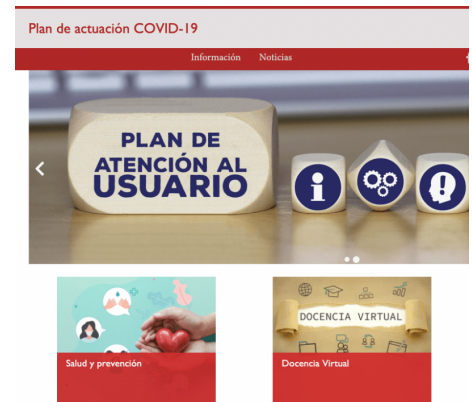 Plan de actuación COVID-19
Información Noticias
PLAN DE
ATENCIÓN AL
USUARIO
DOCENCIA VIRTUAL
Salud y prevención
Docencia Virtual